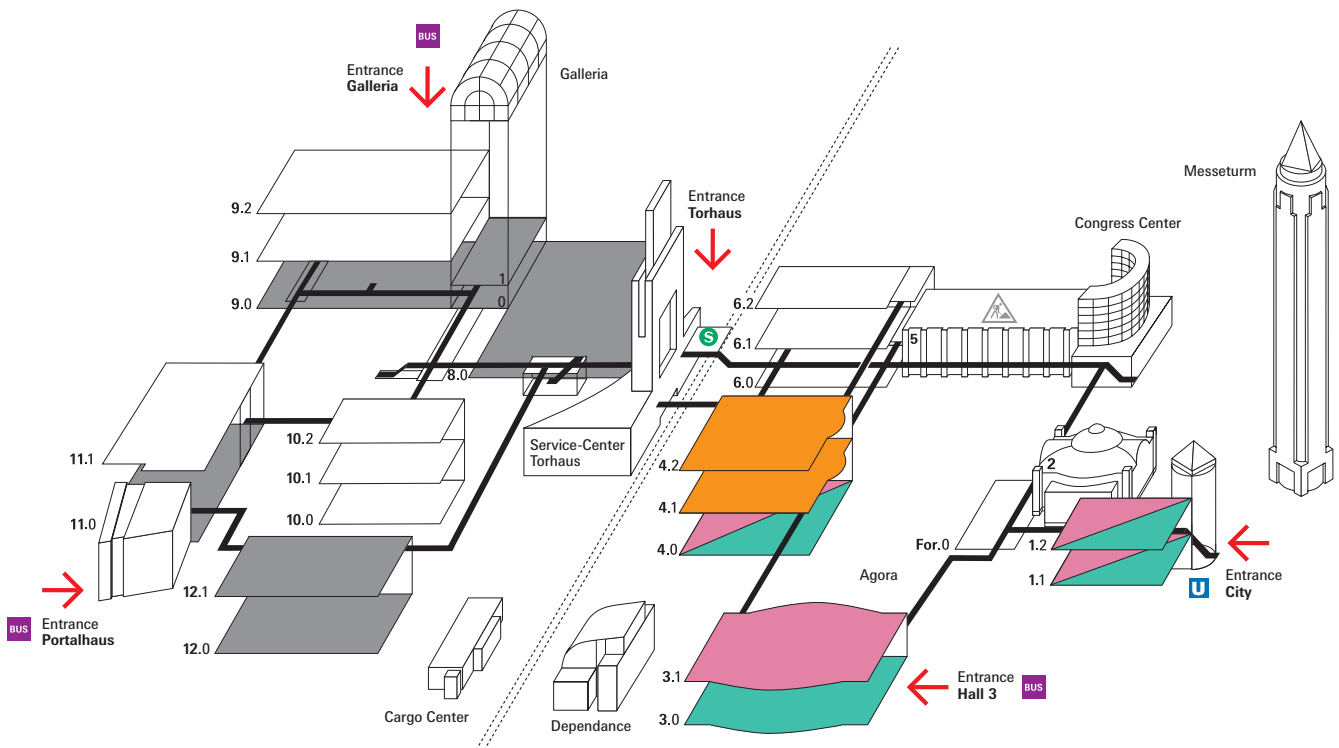 BUS
Entrance
Galleria
Galleria
Messeturm
Entrance
Torhaus
Congress Center
9.2
9.1
9.0
1
0
6.2
6.1
6.0
S
5
8.0
4
11.1
11.0
10.2
10.1
10.0
Service-Center
Torhaus
4.2
4.1
4.0
2
For.0
1.2
1.1
Agora
U
Entrance
City
12.1
12.0
BUS
Entrance
Portalhaus
3.1
3.0
Entrance
Hall 3
BUS
Cargo Center
Dependance